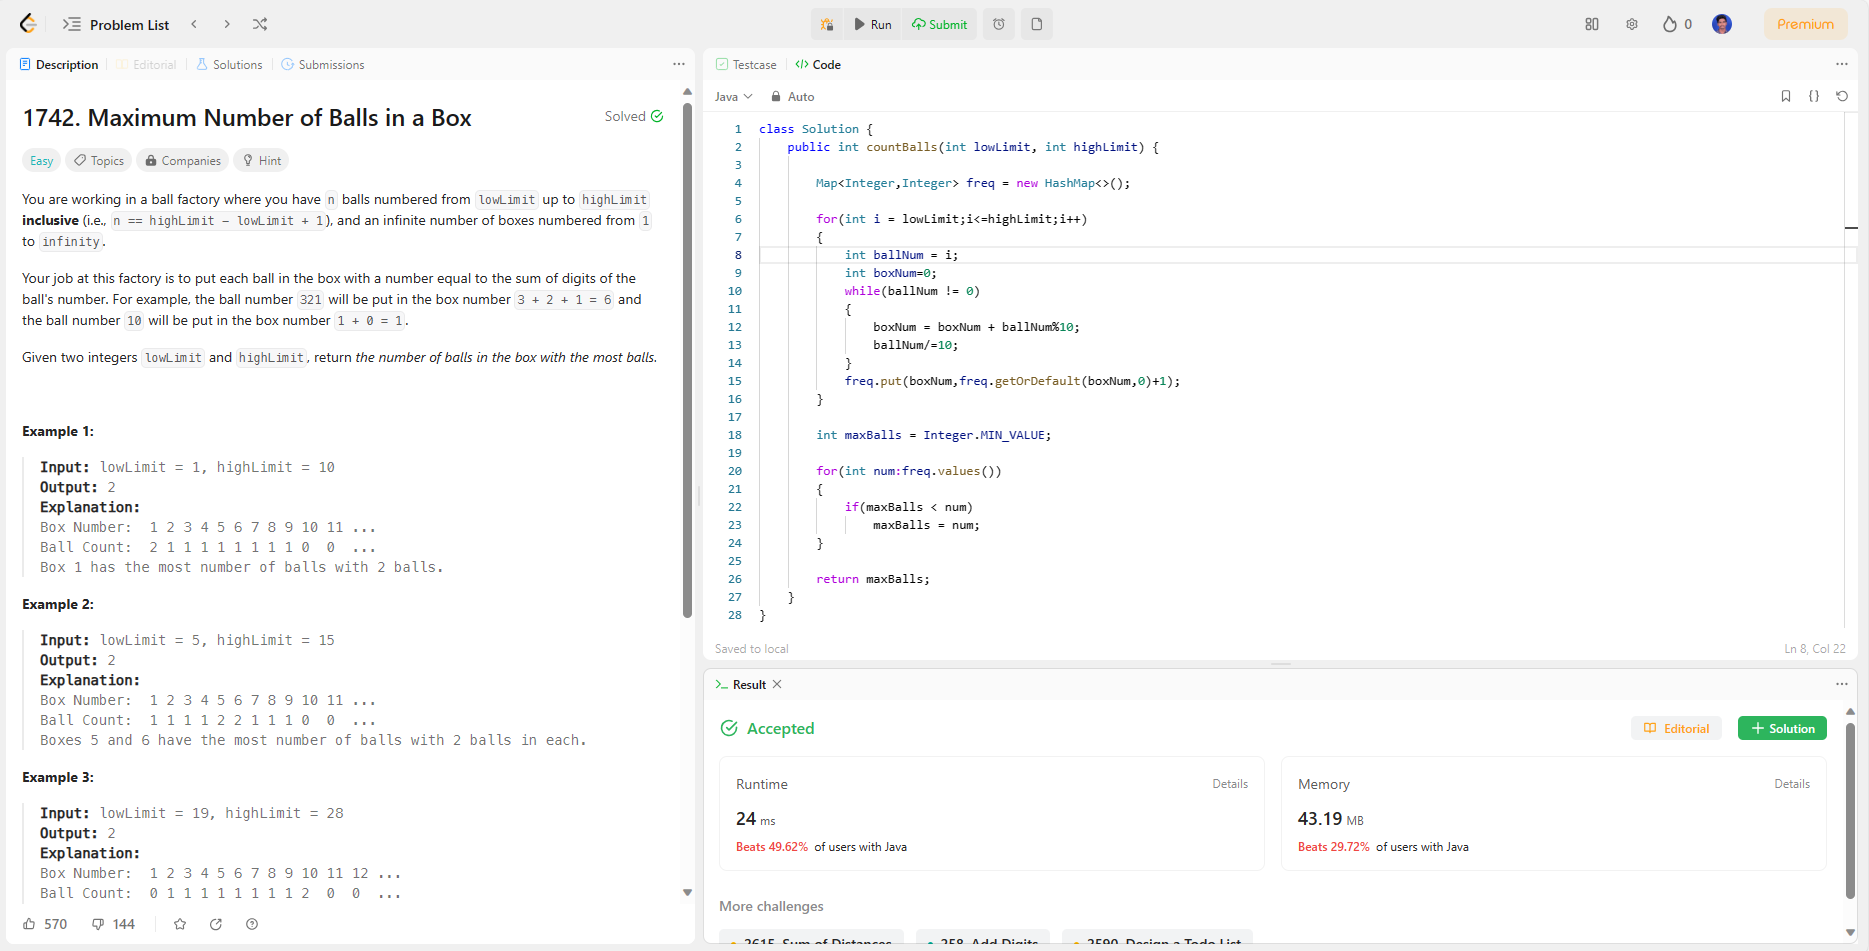 Problem List
Run
Submit
0
Premium
Description
Editorial
Solutions
Submissions
1742. Maximum Number of Balls in a Box
Solved
Easy
Topics
Companies
Hint
You are working in a ball factory where you have n balls numbered from lowLimit up to highLimit
inclusive (i.e., n == highLimit - lowLimit + 1), and an infinite number of boxes numbered from 1
to infinity.
Your job at this factory is to put each ball in the box with a number equal to the sum of digits of the
ball's number. For example, the ball number 321 will be put in the box number 3 + 2 + 1 = 6 and
the ball number 10 will be put in the box number 1 + 0 = 1.
Given two integers lowLimit and highLimit, return the number of balls in the box with the most balls.
Example 1:
Input: lowLimit = 1, highLimit = 10
Output: 2
Explanation:
Box Number:  1 2 3 4 5 6 7 8 9 10 11 ...
Ball Count:  2 1 1 1 1 1 1 1 1 0  0  ...
Box 1 has the most number of balls with 2 balls.
Example 2:
Input: lowLimit = 5, highLimit = 15
Output: 2
Explanation:
Box Number:  1 2 3 4 5 6 7 8 9 10 11 ...
Ball Count:  1 1 1 1 2 2 1 1 1 0  0  ...
Boxes 5 and 6 have the most number of balls with 2 balls in each.
Example 3:
Input: lowLimit = 19, highLimit = 28
Output: 2
Explanation:
Box Number:  1 2 3 4 5 6 7 8 9 10 11 12 ...
Ball Count:  0 1 1 1 1 1 1 1 1 2  0  0  ...
570
144
Testcase
Code
Java
Auto
1 class Solution {
2     public int countBalls(int lowLimit, int highLimit) {
3
4         Map<Integer,Integer> freq = new HashMap<>();
5
6         for(int i = lowLimit;i<=highLimit;i++)
7         {
8             int ballNum = i;
9             int boxNum=0;
10             while(ballNum != 0)
11             {
12                 boxNum = boxNum + ballNum%10;
13                 ballNum/=10;
14             }
15             freq.put(boxNum,freq.getOrDefault(boxNum,0)+1);
16         }
17
18         int maxBalls = Integer.MIN_VALUE;
19
20         for(int num:freq.values())
21         {
22             if(maxBalls < num)
23                 maxBalls = num;
24         }
25
26         return maxBalls;
27     }
28 }
Saved to local
Ln 8, Col 22
Result
Accepted
Editorial
Solution
Runtime
Details
24 ms
Beats 49.62% of users with Java
Memory
Details
43.19 MB
Beats 29.72% of users with Java
More challenges
2615. Sum of Distances
258. Add Digits
2590. Design a Todo List